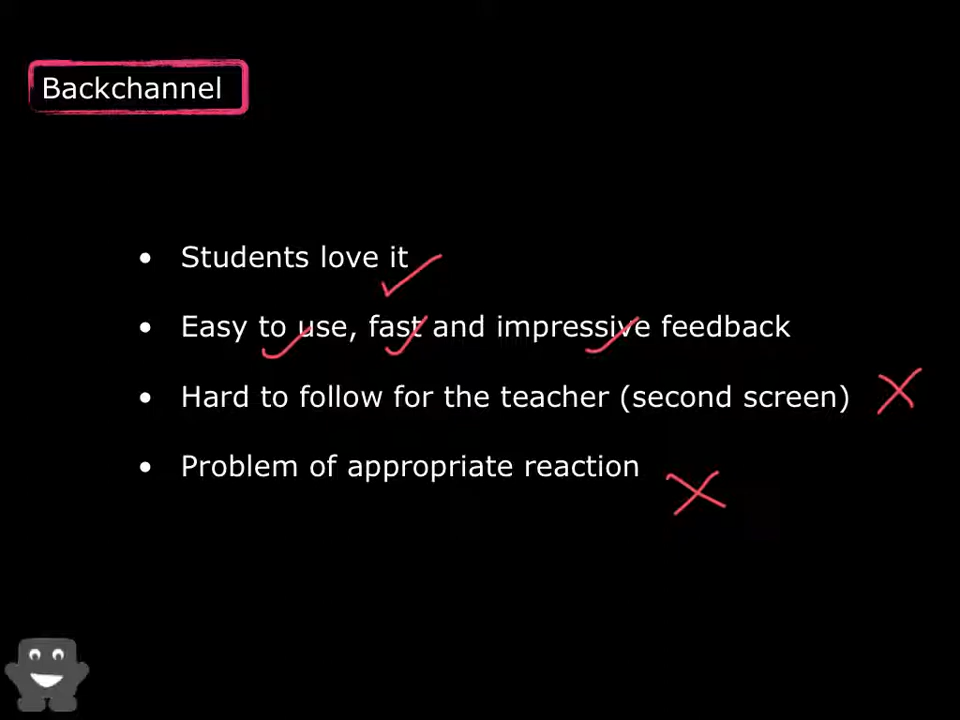 Backchannel
• Students love it
• Easy to use, fast and impressive feedback
• Hard to follow for the teacher (second screen)
• Problem of appropriate reaction